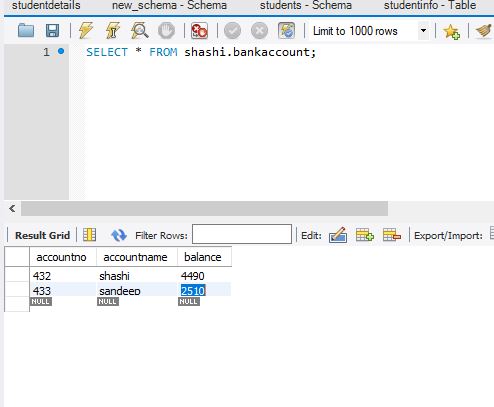 studentdetails new_schema - Schema students - Schema studentinfo - Table
Limit to 1000 rows
1 SELECT * FROM shashi.bankaccount;
Result Grid Filter Rows: Edit: Export/Import:
accountno accountname balance
432 shashi 4490
433 sandeep 2510
NULL NULL NULL